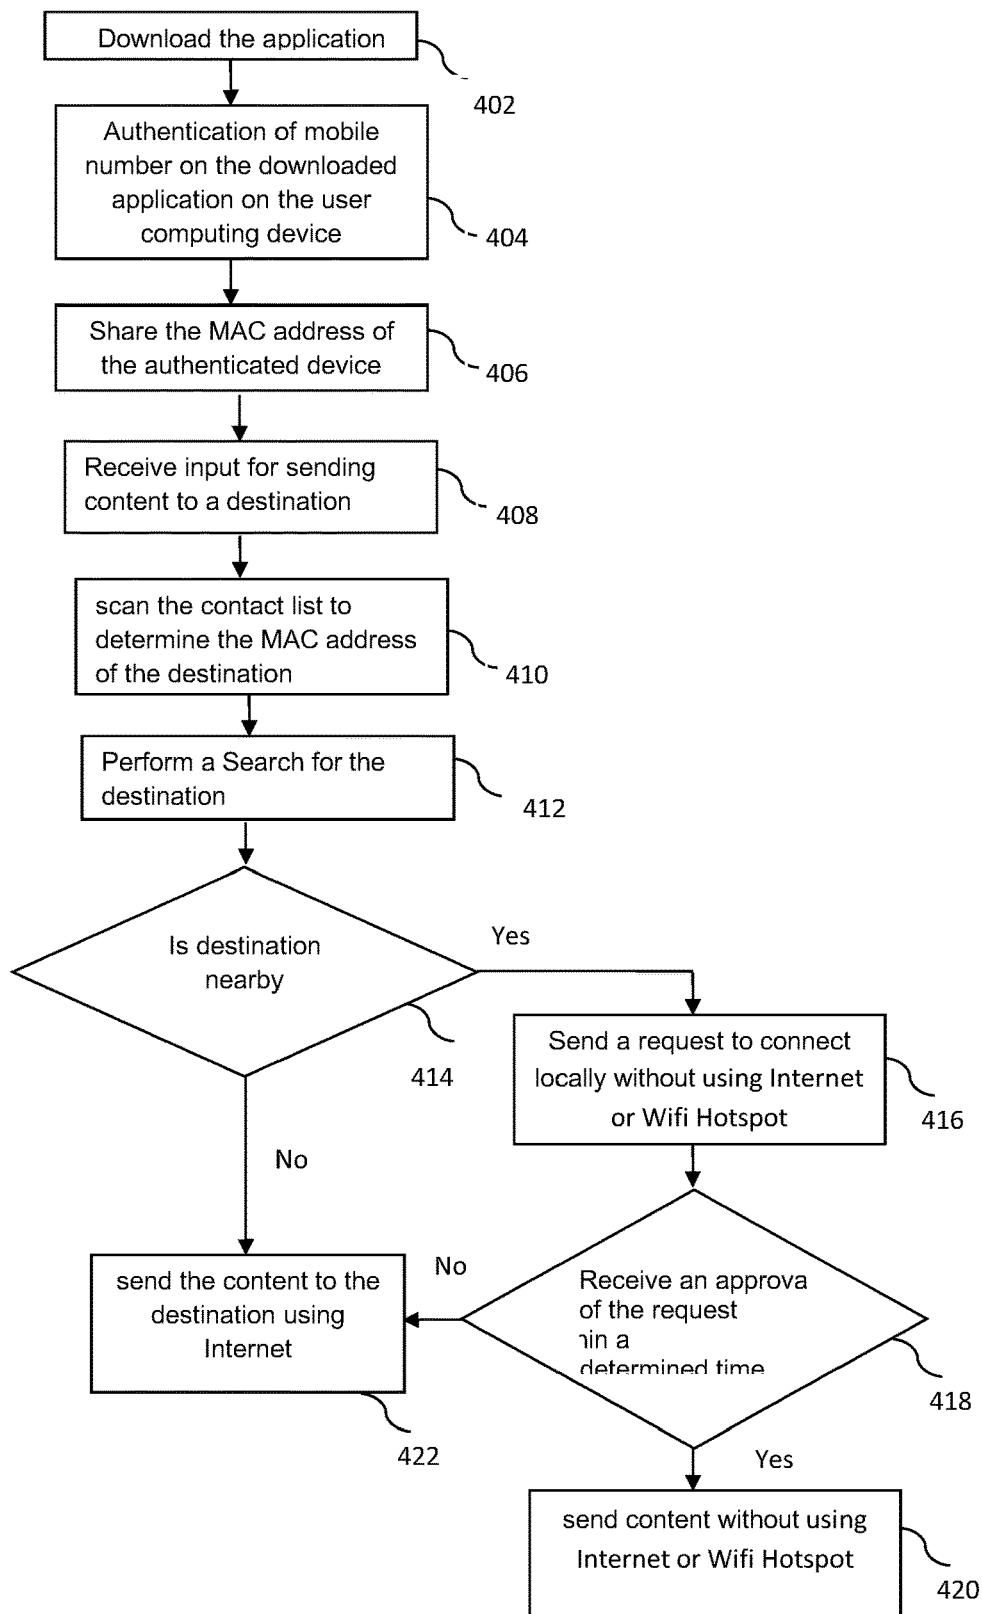 Download the application
402
Authentication of mobile
number on the downloaded
application on the user
computing device
404
Share the MAC address of
the authenticated device
406
Receive input for sending
content to a destination
408
scan the contact list to
determine the MAC address
of the destination
410
Perform a Search for the
destination
412
Is destination
nearby
Yes
414
Send a request to connect
locally without using Internet
or Wifi Hotspot
416
No
send the content to the
destination using
Internet
422
No
Receive an approva
of the request
in a
determined time
418
Yes
send content without using
Internet or Wifi Hotspot
420